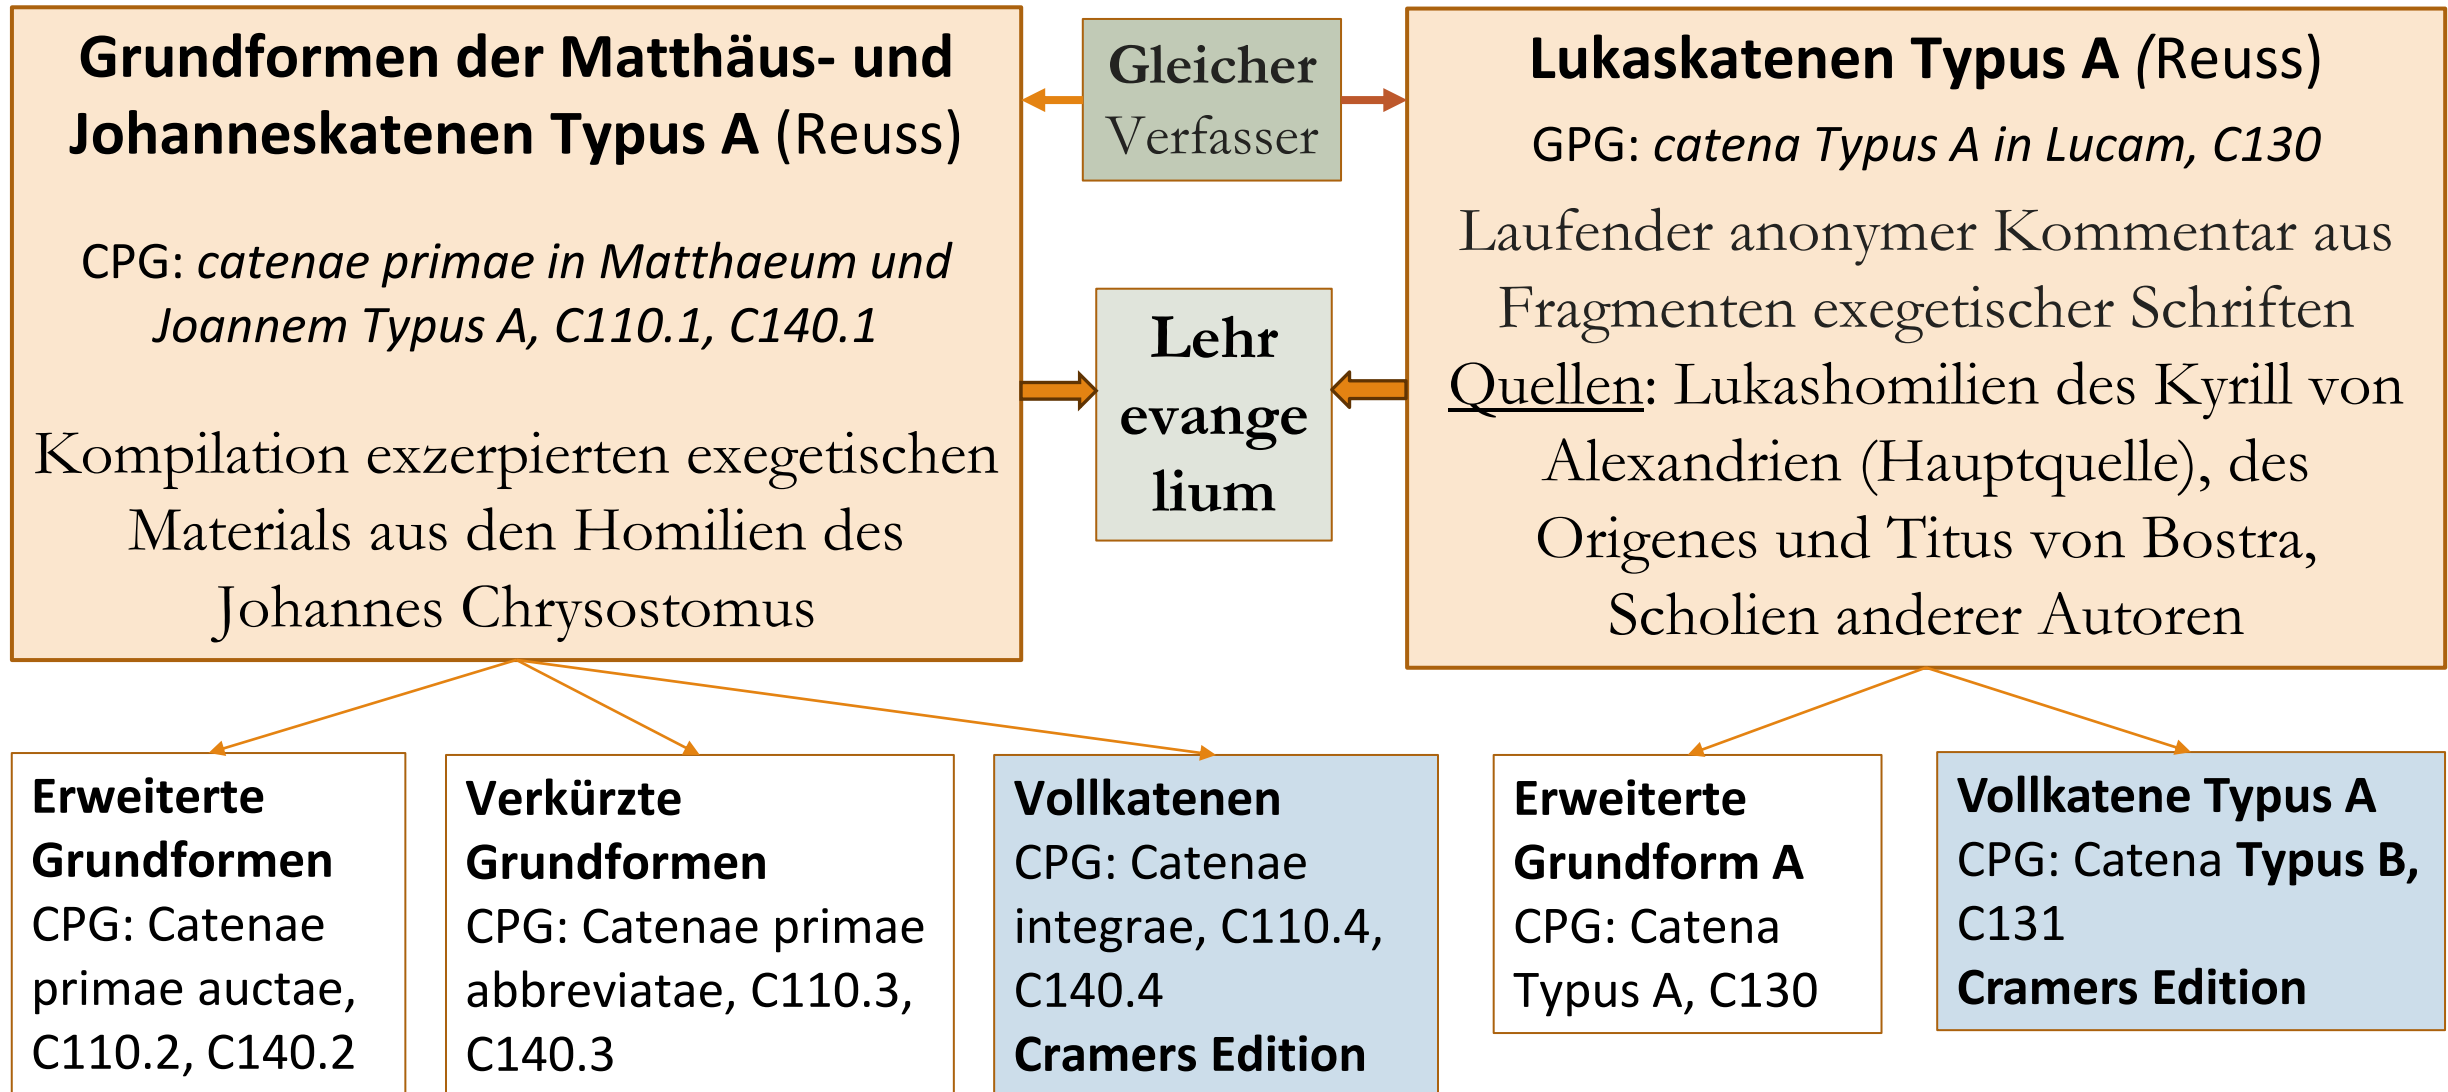 Grundformen der Matthäus- und
Johanneskatenen Typus A (Reuss)
CPG: catenae primae in Matthaeum und
Joannem Typus A, C110.1, C140.1
Kompilation exzerpierten exegetischen
Materials aus den Homilien des
Johannes Chrysostomus
Gleicher
Verfasser
Lehr
evange
lium
Lukaskatenen Typus A (Reuss)
GPG: catena Typus A in Lucam, C130
Laufender anonymer Kommentar aus
Fragmenten exegetischer Schriften
Quellen: Lukashomilien des Kyrill von
Alexandrien (Hauptquelle), des
Origenes und Titus von Bostra,
Scholien anderer Autoren
Erweiterte
Grundformen
CPG: Catenae
primae auctae,
C110.2, C140.2
Verkürzte
Grundformen
CPG: Catenae primae
abbreviatae, C110.3,
C140.3
Vollkatenen
CPG: Catenae
integrae, C110.4,
C140.4
Cramers Edition
Erweiterte
Grundform A
CPG: Catena
Typus A, C130
Vollkatene Typus A
CPG: Catena Typus B,
C131
Cramers Edition